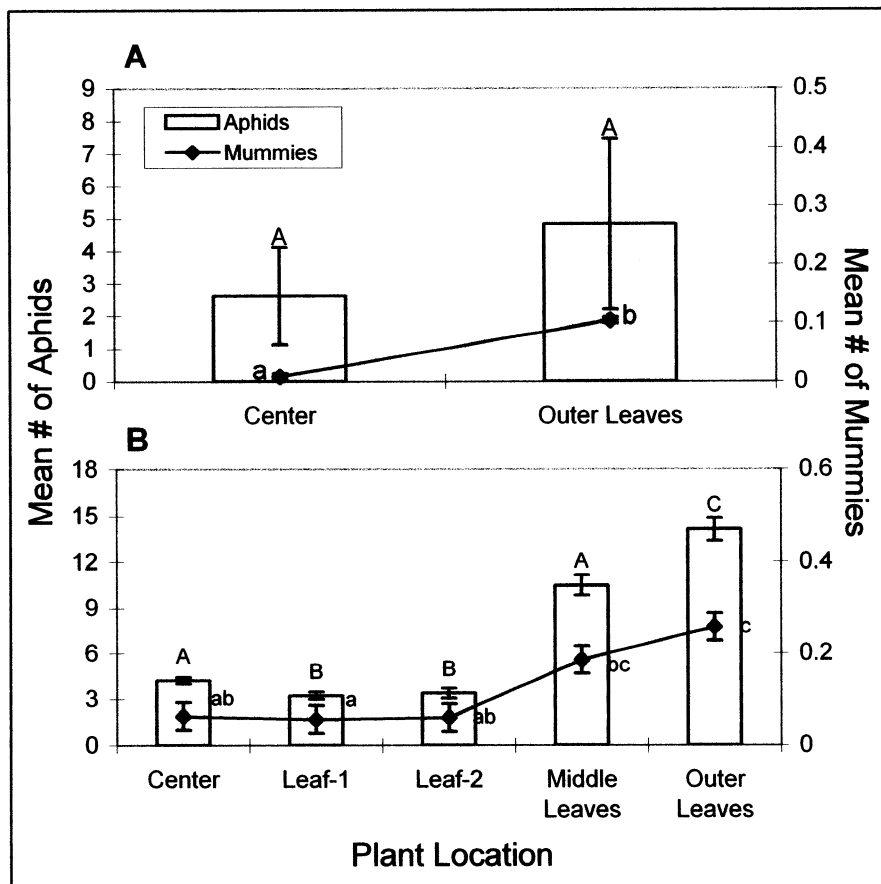 A
9
8
7
6
5
4
3
2
1
0
Aphids
Mummies
A
A
a
b
0.5
0.4
0.3
0.2
0.1
0
Center
Outer Leaves
Mean # of Aphids
Mean # of Mummies
B
18
15
12
9
6
3
0
A
B
B
A
C
ab
a
ab
bc
c
0.6
0.4
0.2
0
Center
Leaf-1
Leaf-2
Middle
Leaves
Outer
Leaves
Plant Location